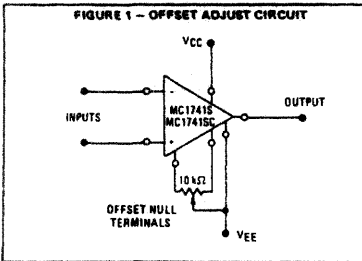 FIGURE 1 – OFFSET ADJUST CIRCUIT
VCC
-
MC1741S
MC1741SC
OUTPUT
INPUTS
+
10 kΩ
OFFSET NULL
TERMINALS
VEE